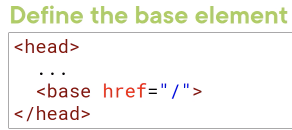 Define the base element
<head>
  ...
  <base href="/">
</head>